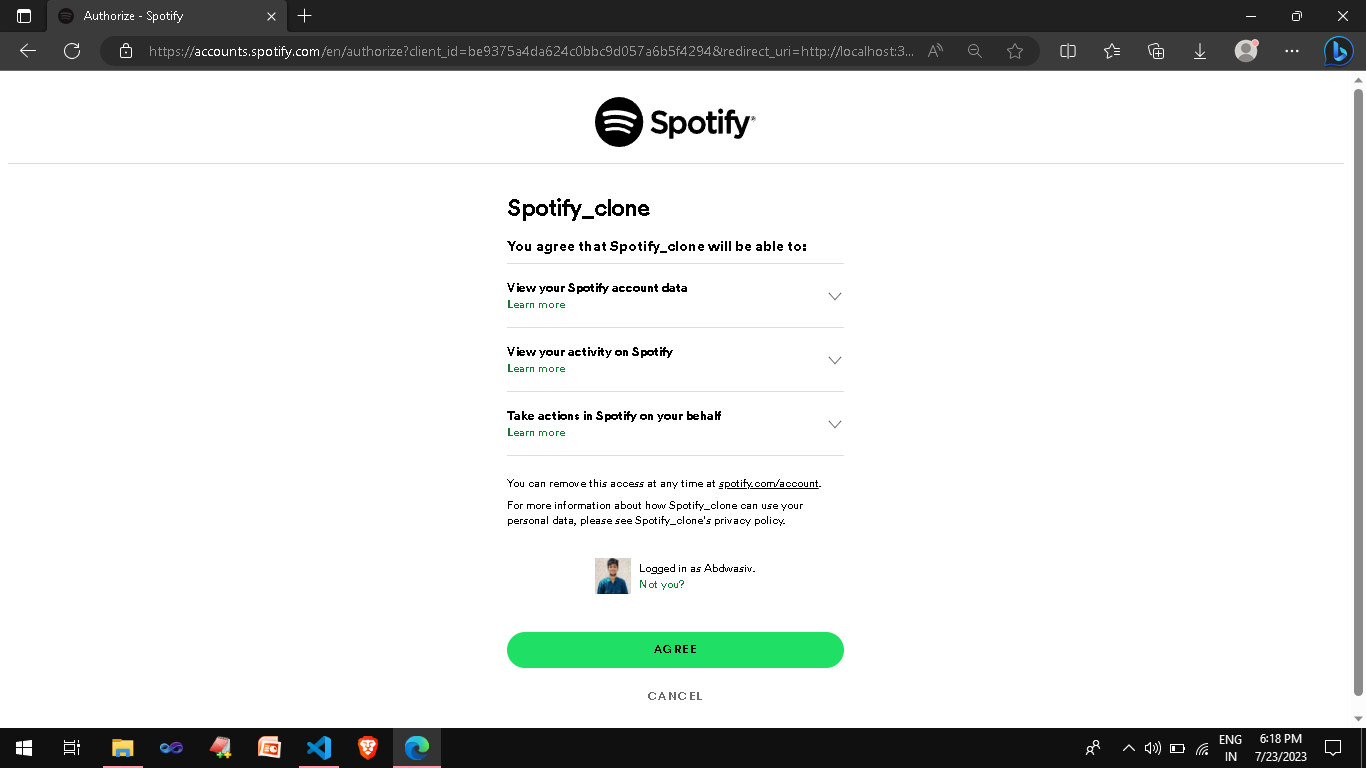 Authorize - Spotify
https://accounts.spotify.com/en/authorize?client_id=be9375a4da624c0bbc9d057a6b5f4294&redirect_uri=http://localhost:3...
Spotify®
Spotify_clone
You agree that Spotify_clone will be able to:
View your Spotify account data
Learn more
View your activity on Spotify
Learn more
Take actions in Spotify on your behalf
Learn more
You can remove this access at any time at spotify.com/account.
For more information about how Spotify_clone can use your
personal data, please see Spotify_clone's privacy policy.
Logged in as Abdwasiv.
Not you?
AGREE
CANCEL
ENG
IN
6:18 PM
7/23/2023